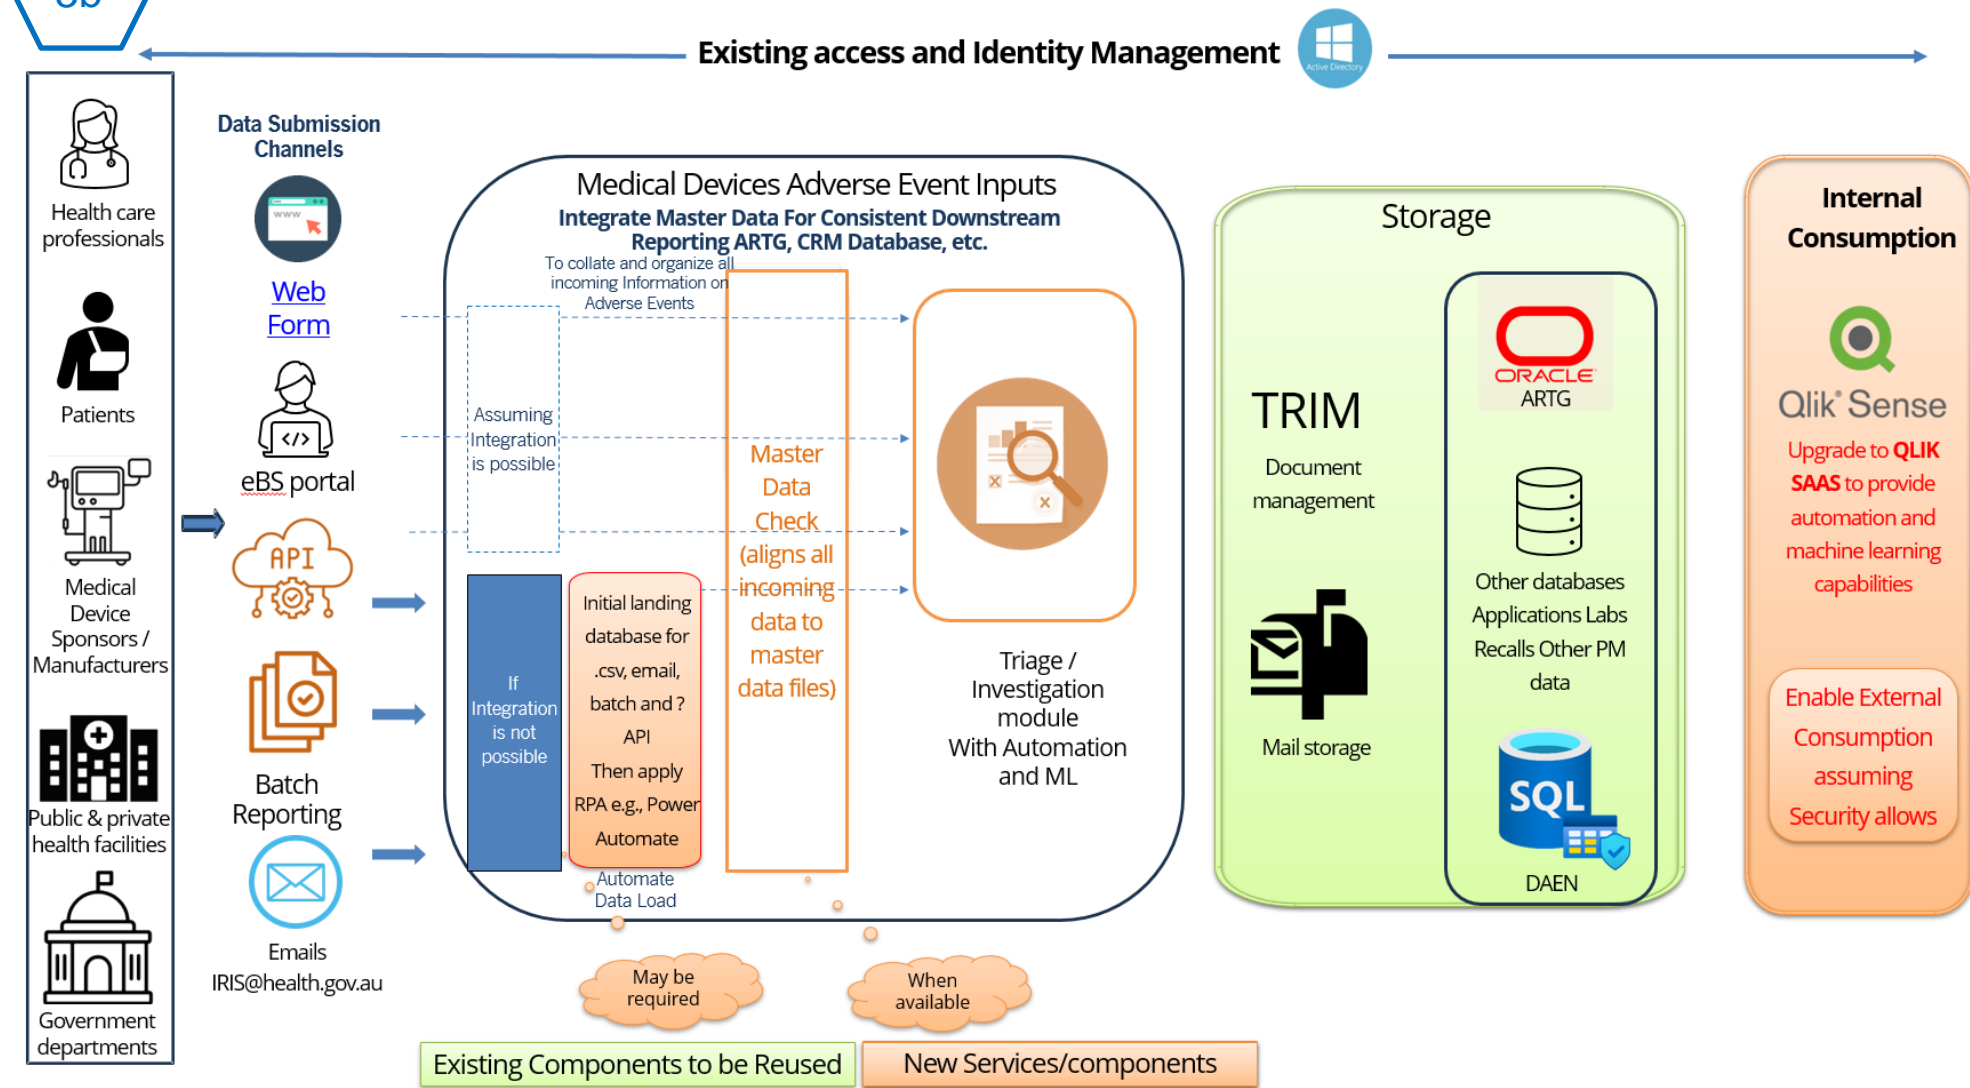 Existing access and Identity Management
Active Directory
Health care
professionals
Patients
Medical
Device
Sponsors /
Manufacturers
Public & private
health facilities
Government
departments
Data Submission
Channels
www
Web
Form
</>
eBS portal
API
Batch
Reporting
Emails
IRIS@health.gov.au
Medical Devices Adverse Event Inputs
Integrate Master Data For Consistent Downstream
Reporting ARTG, CRM Database, etc.
To collate and organize all
incoming Information on
Adverse Events
Assuming
Integration
is possible
If
Integration
is not
possible
Initial landing
database for
.csv, email,
batch and ?
API
Then apply
RPA e.g., Power
Automate
Automate
Data Load
Master
Data
Check
(aligns all
incoming
data to
master
data files)
Triage /
Investigation
module
With Automation
and ML
May be
required
When
available
Storage
TRIM
Document
management
Mail storage
ORACLE
ARTG
Other databases
Applications Labs
Recalls Other PM
data
SQL
DAEN
Internal
Consumption
Qlik® Sense
Upgrade to QLIK
SAAS to provide
automation and
machine learning
capabilities
Enable External
Consumption
assuming
Security allows
Existing Components to be Reused
New Services/components